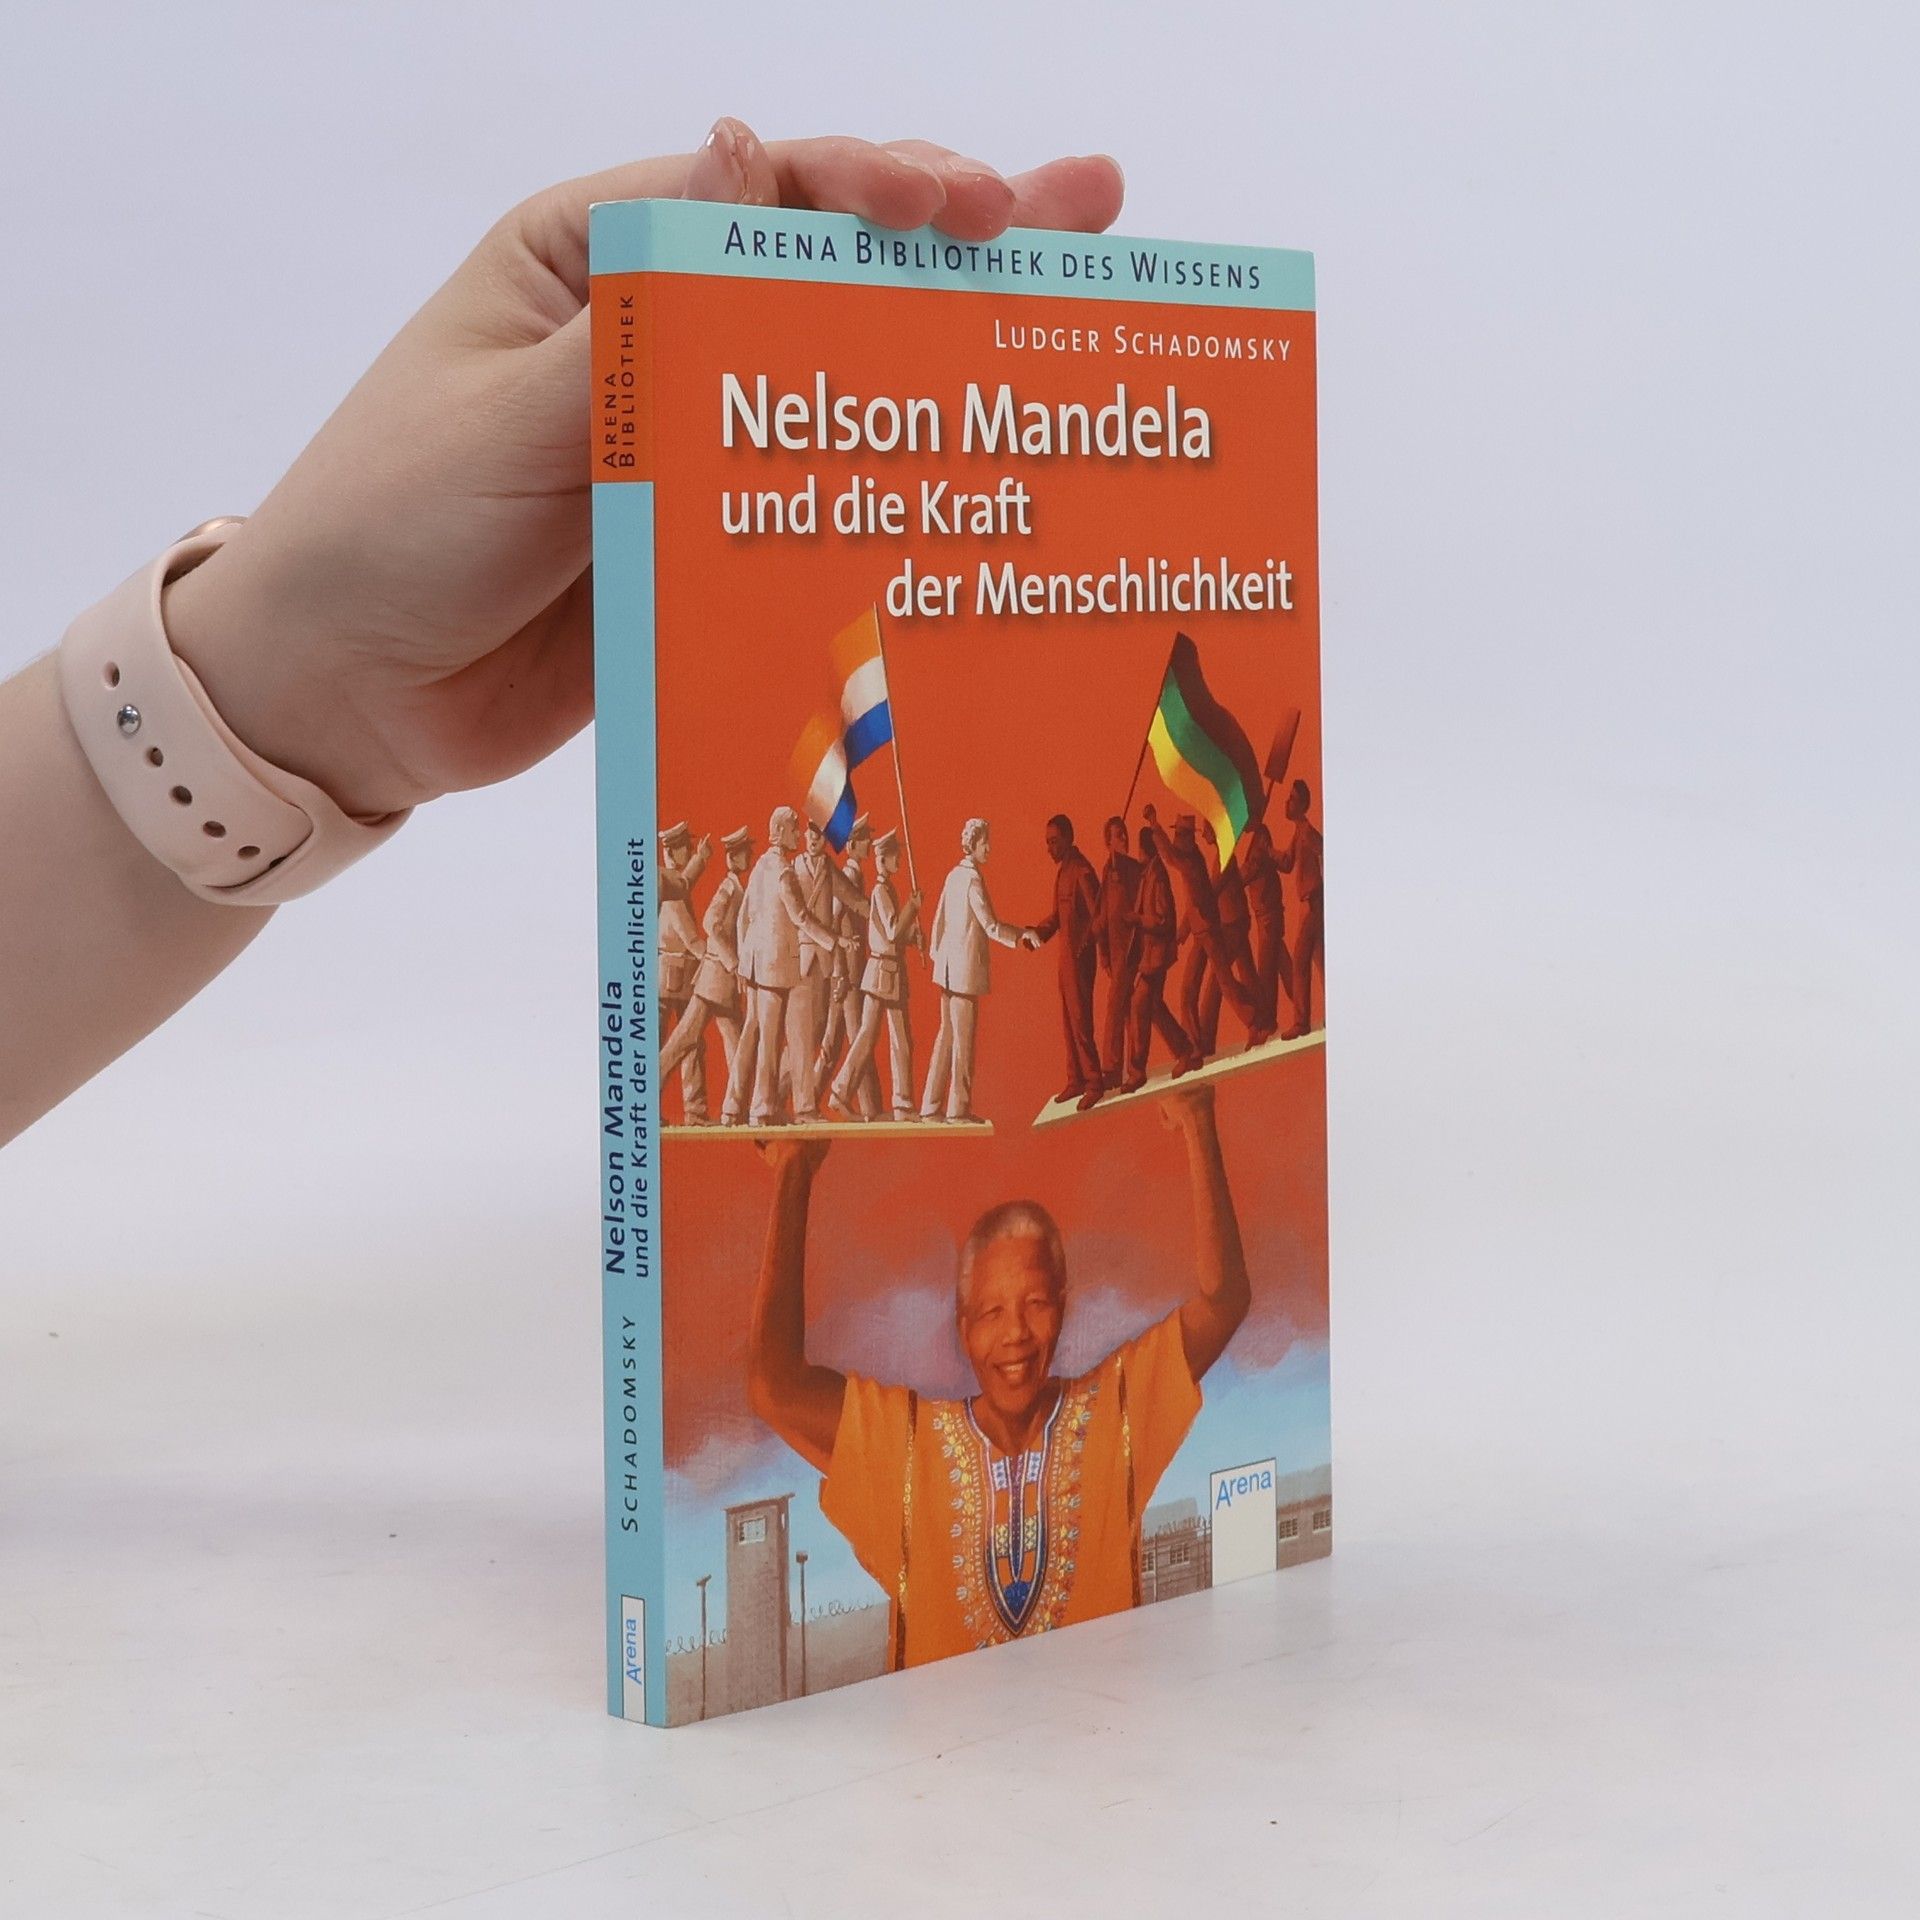 ARENA BIBLIOTHEK DES WISSENS
LUDGER SCHADOMSKY
Nelson Mandela
und die Kraft
der Menschlichkeit
Arena
ARENA
BIBLIOTHEK
Nelson Mandela
und die Kraft der Menschlichkeit
SCHADOMSKY
Arena